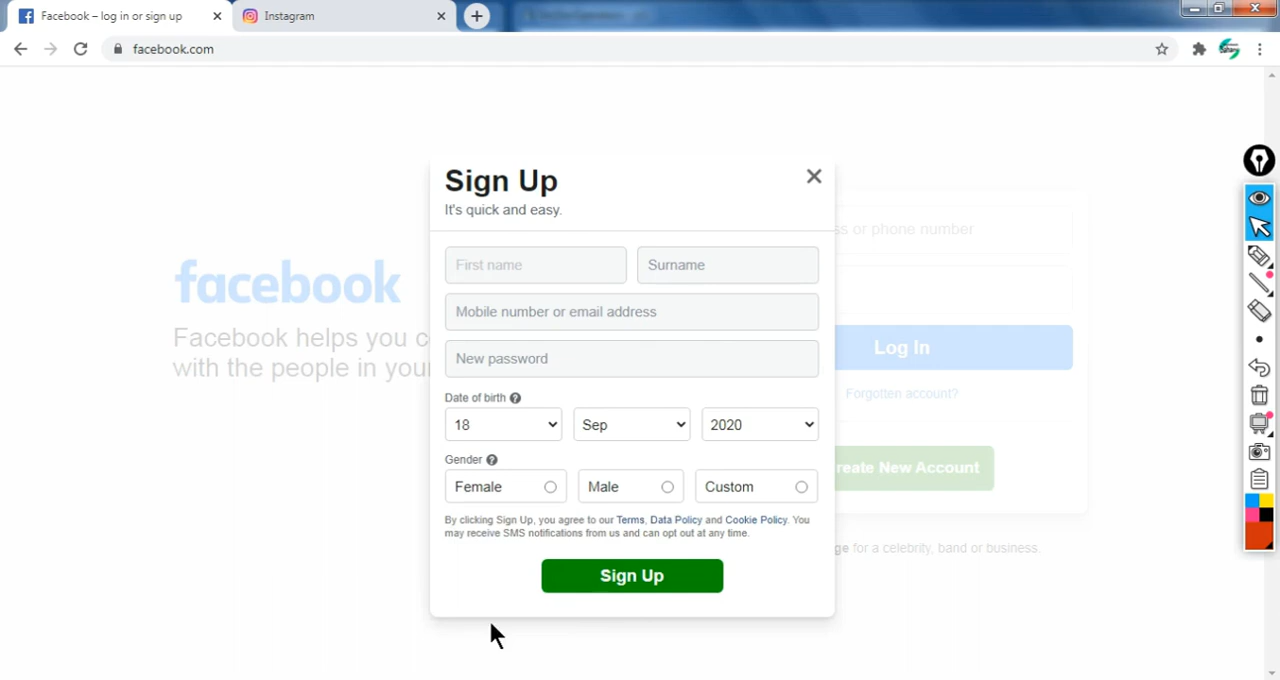 Facebook – log in or sign up
Instagram
facebook.com
Sign Up
It's quick and easy.
First name Surname
Mobile number or email address
New password
Date of birth
18 Sep 2020
Gender
Female Male Custom
By clicking Sign Up, you agree to our Terms, Data Policy and Cookie Policy. You
may receive SMS notifications from us and can opt out at any time.
Sign Up
facebook
Facebook helps you c
with the people in your
ss or phone number
Log In
Forgotten account?
reate New Account
ge for a celebrity, band or business.